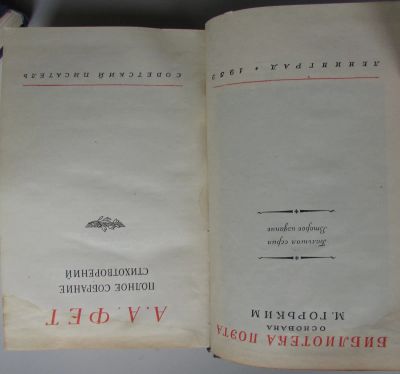 БИБЛИОТЕКА ПОЭТА
ОСНОВАНА
М. ГОРЬКИМ
Большая серия
Второе издание
ЛЕНИНГРАД • 1959
А. А. ФЕТ
ПОЛНОЕ СОБРАНИЕ
СТИХОТВОРЕНИЙ
СОВЕТСКИЙ ПИСАТЕЛЬ